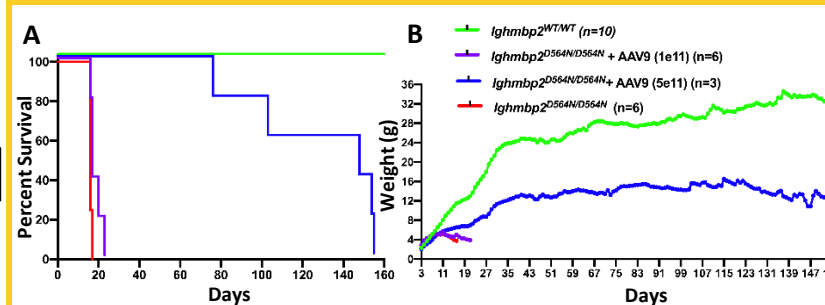 A
Percent Survival
100
80
60
40
20
0
0 20 40 60 80 100 120 140 160
Days
B
Ighmbp2WT/WT (n=10)
Ighmbp2D564N/D564N + AAV9 (1e11) (n=6)
Ighmbp2D564N/D564N+ AAV9 (5e11) (n=3)
Ighmbp2D564N/D564N (n=6)
Weight (g)
36
32
28
24
20
16
12
8
4
0
3 11 19 27 35 43 51 59 67 75 83 91 99 107 115 123 131 139 147
Days